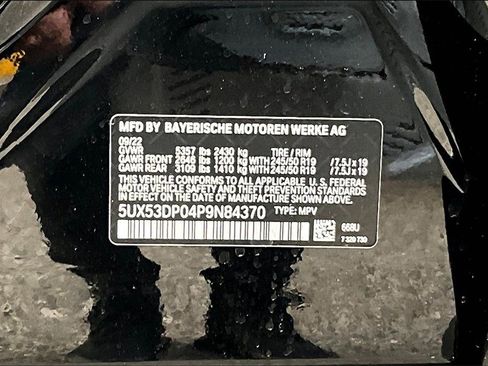 MFD BY BAYERISCHE MOTOREN WERKE AG
09/22
GVWR 5357 lbs 2430 kg TIRE / RIM
GAWR FRONT 2646 lbs 1200 kg WITH 245/50 R19 /7.5J x 19
GAWR REAR 3109 lbs 1410 kg WITH 245/50 R19 /7.5J x 19
THIS VEHICLE CONFORMS TO ALL APPLICABLE U.S. FEDERAL
MOTOR VEHICLE SAFETY AND THEFT PREVENTION STANDARDS
IN EFFECT ON THE DATE OF MANUFACTURE SHOWN ABOVE.
5UX53DP04P9N84370 TYPE: MPV
668U
7 329 730